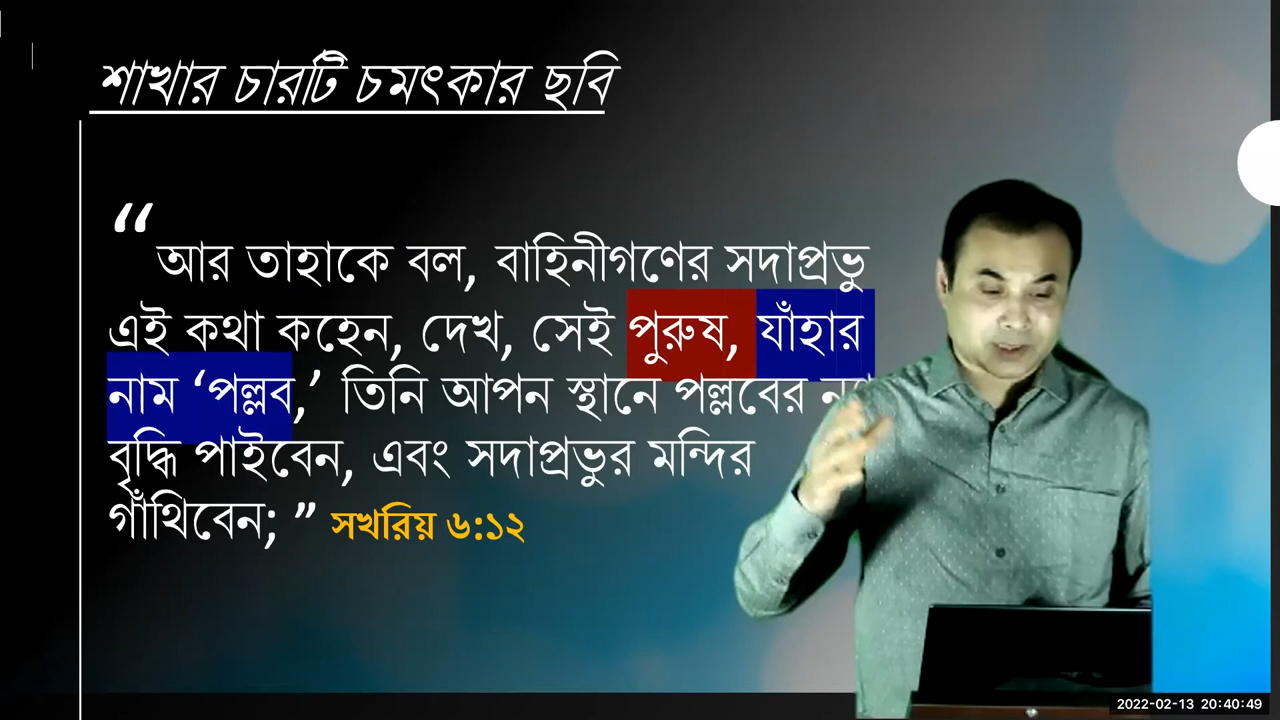 শাখার চারটি চমৎকার ছবি
“আর তাহাকে বল, বাহিনীগণের সদাপ্রভু
এই কথা কহেন, দেখ, সেই পুরুষ, যাঁহার
নাম ‘পল্লব,’ তিনি আপন স্থানে পল্লবের
বৃদ্ধি পাইবেন, এবং সদাপ্রভুর মন্দির
গাঁথিবেন; ” সখরিয় ৬:১২
2022-02-13 20:40:49